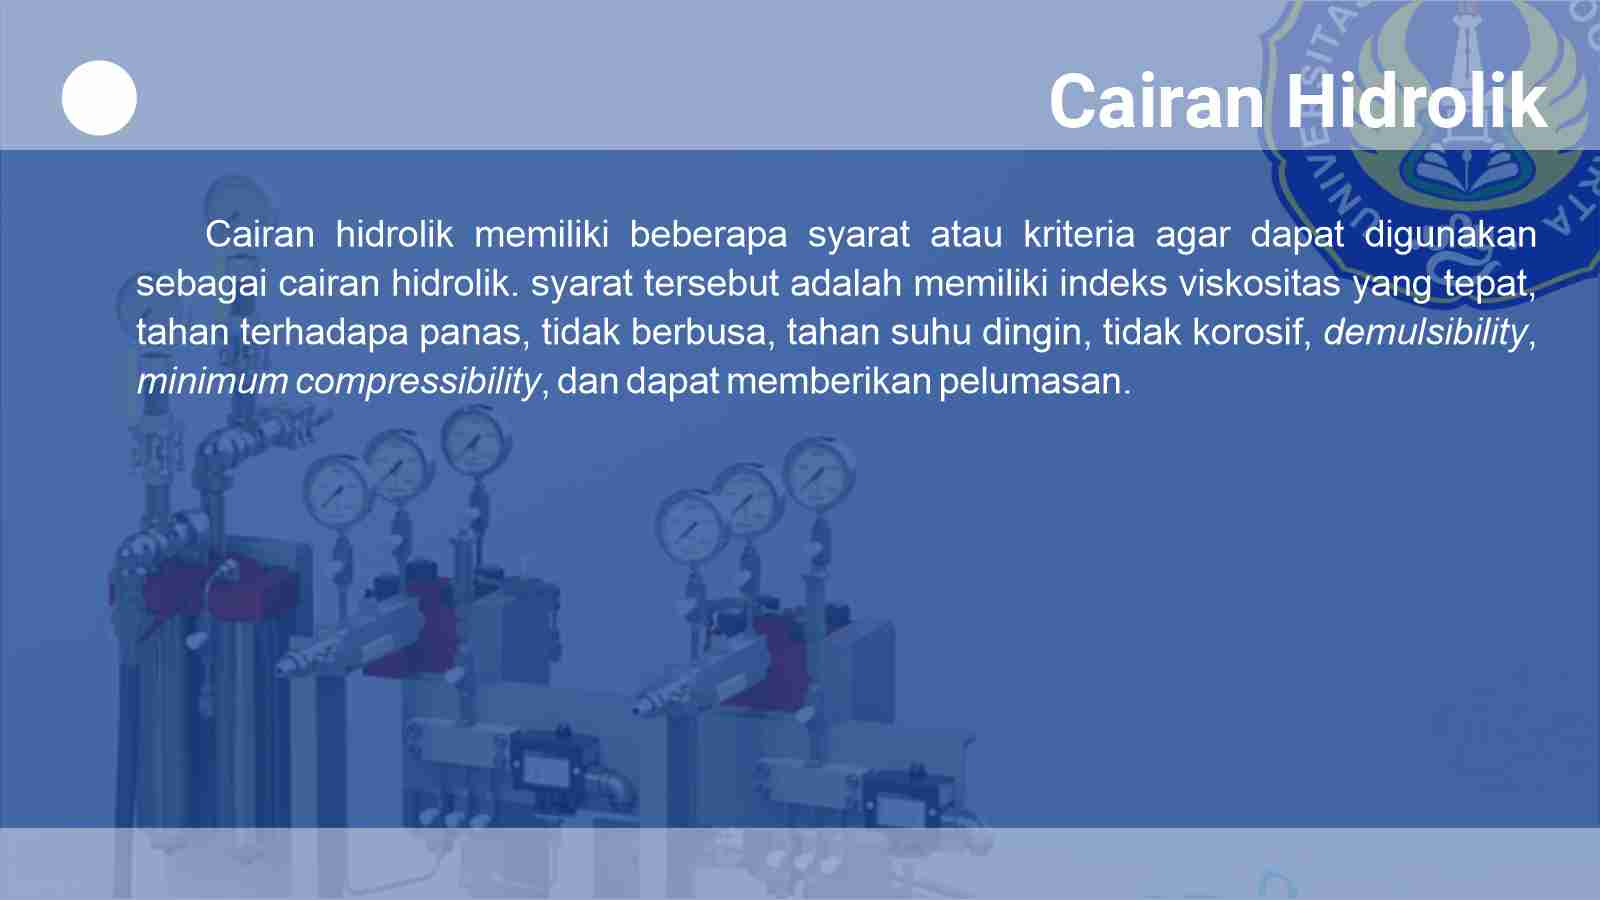 Cairan Hidrolik
Cairan hidrolik memiliki beberapa syarat atau kriteria agar dapat digunakan
sebagai cairan hidrolik. syarat tersebut adalah memiliki indeks viskositas yang tepat,
tahan terhadapa panas, tidak berbusa, tahan suhu dingin, tidak korosif, demulsibility,
minimum compressibility, dan dapat memberikan pelumasan.
UNIVERSITAS